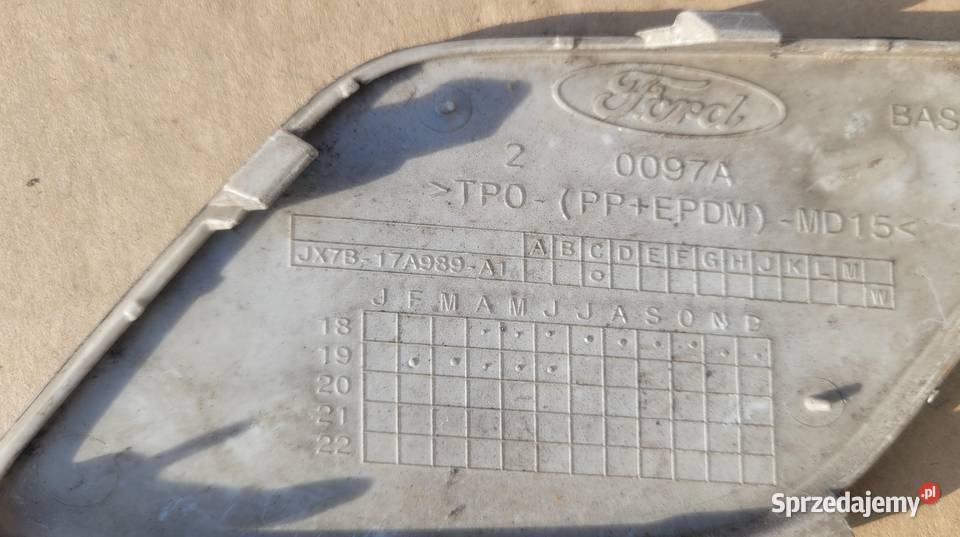 Ford
BAS
2 0097A
>TPO-(PP+EPDM)-MD15<
A B C D E F G H J K L M
JX7B-17A989-A1
W
J F M A M J J A S O N D
18
19
20
21
22
Sprzedajemy.pl